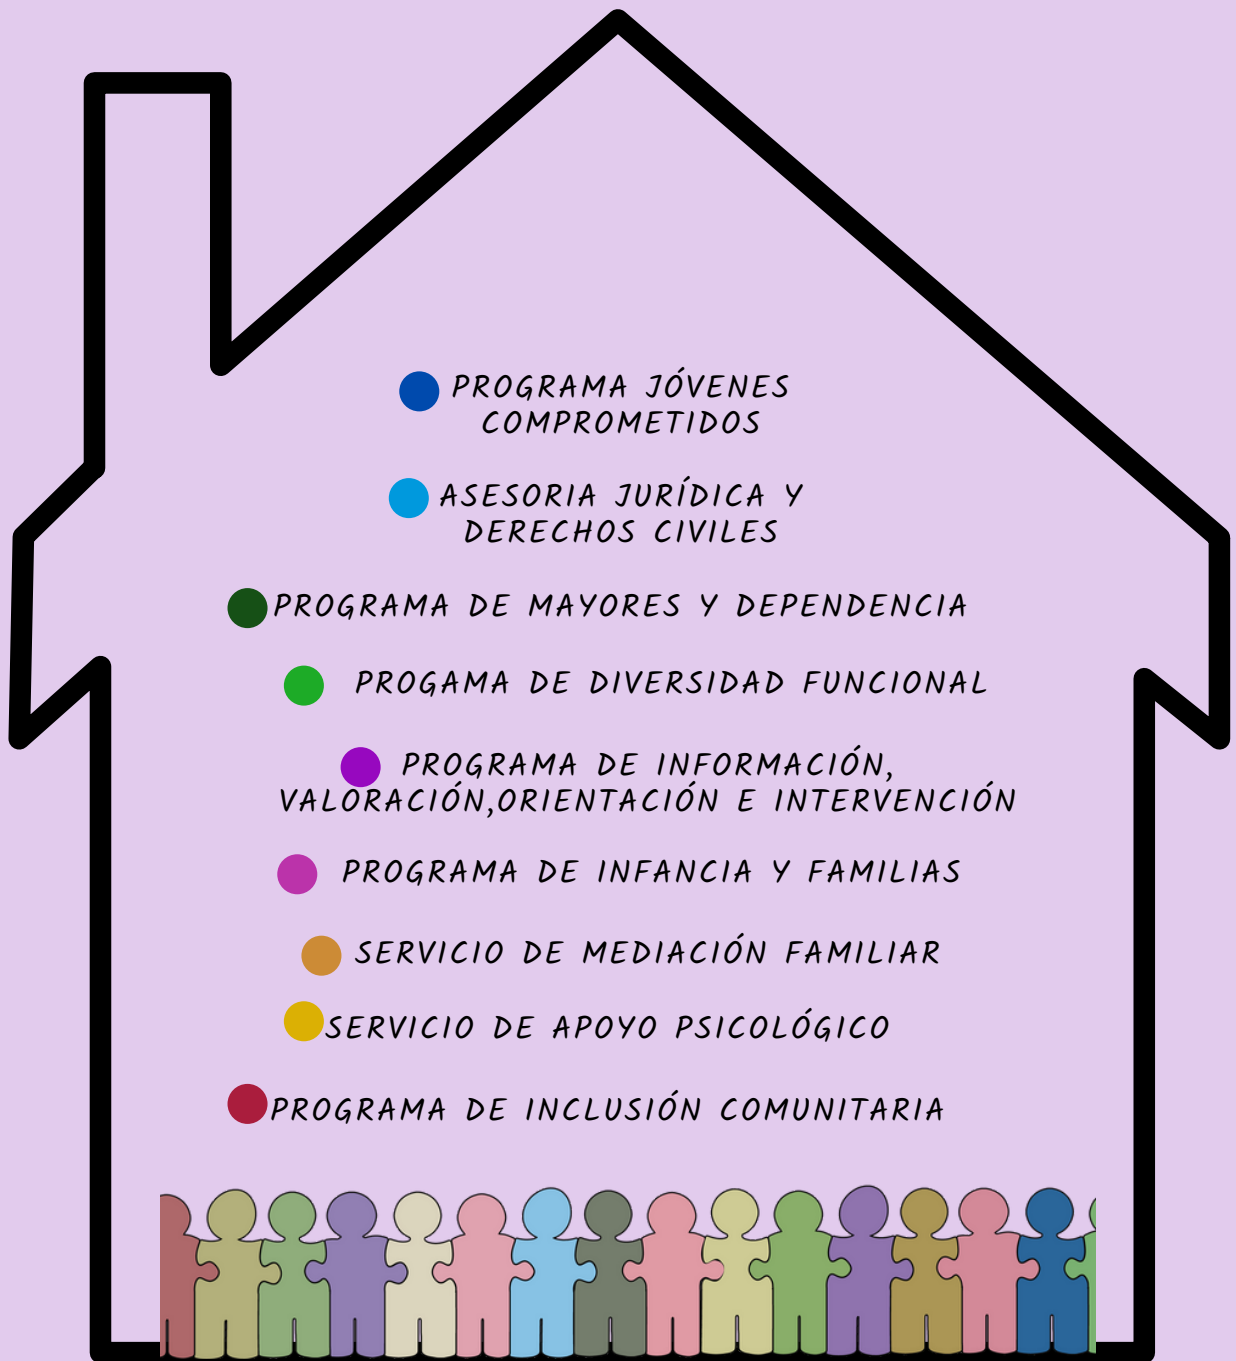 PROGRAMA JÓVENES
COMPROMETIDOS
ASESORIA JURÍDICA Y
DERECHOS CIVILES
PROGRAMA DE MAYORES Y DEPENDENCIA
PROGAMA DE DIVERSIDAD FUNCIONAL
PROGRAMA DE INFORMACIÓN,
VALORACIÓN,ORIENTACIÓN E INTERVENCIÓN
PROGRAMA DE INFANCIA Y FAMILIAS
SERVICIO DE MEDIACIÓN FAMILIAR
SERVICIO DE APOYO PSICOLÓGICO
PROGRAMA DE INCLUSIÓN COMUNITARIA